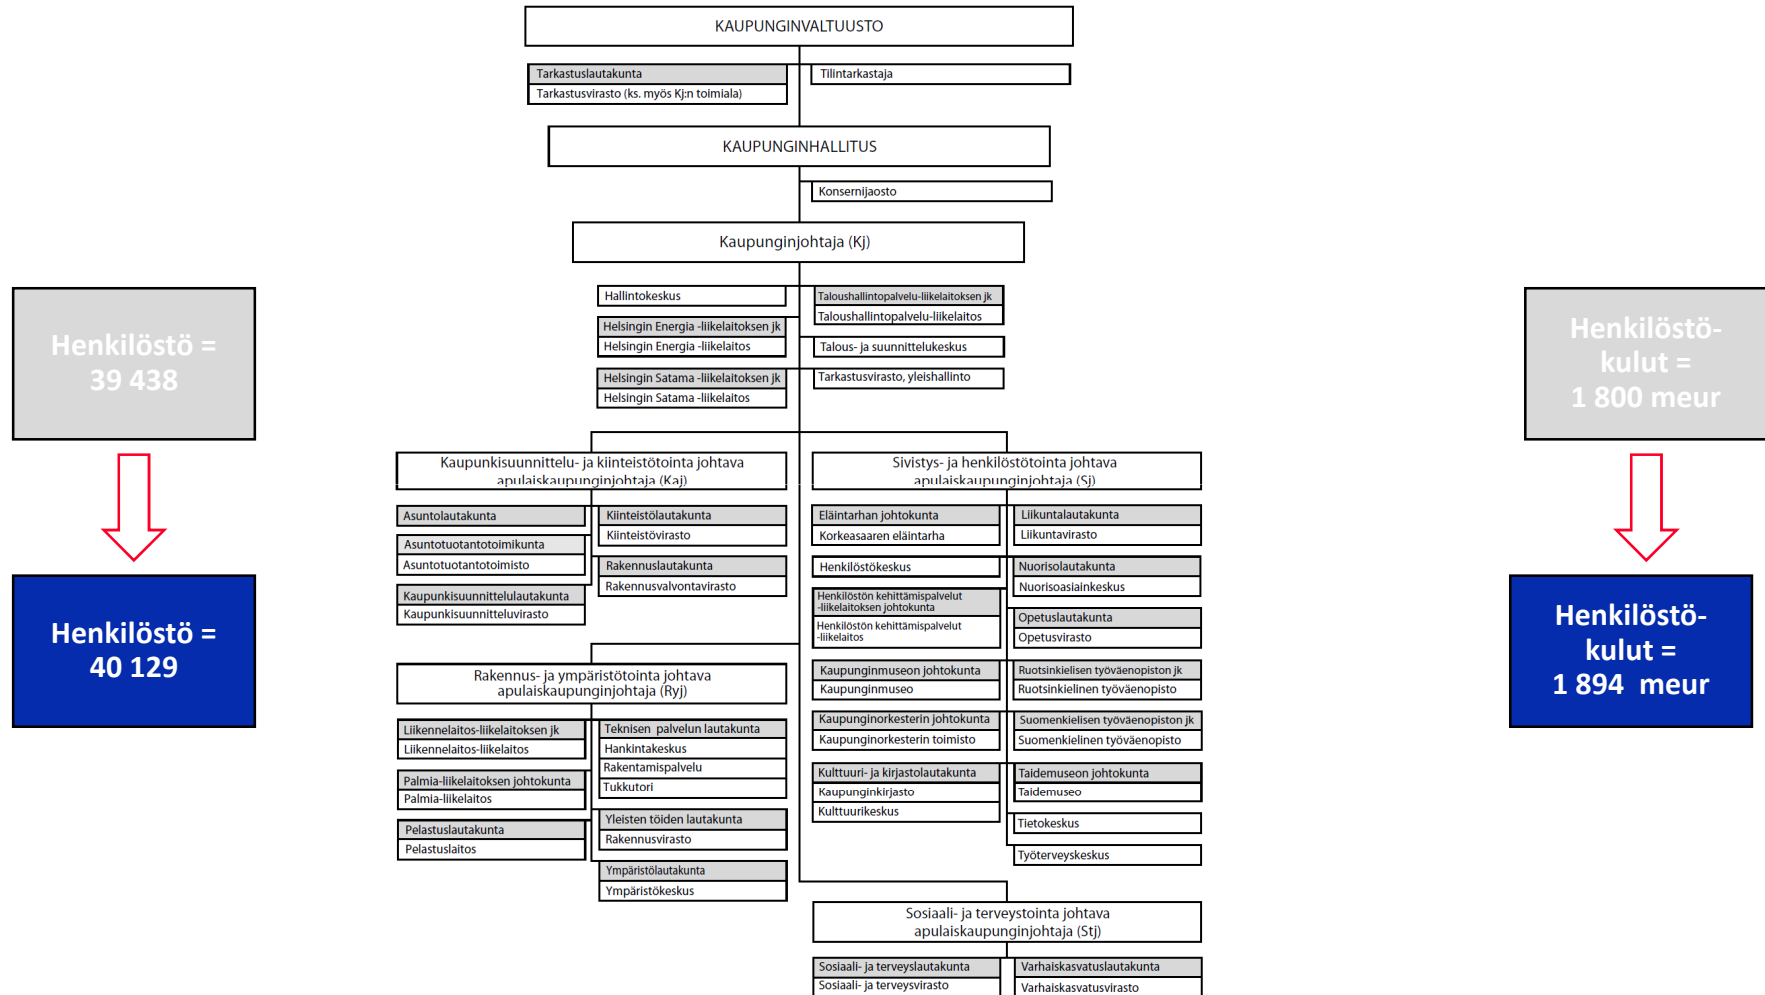 KAUPUNGINVALTUUSTO
Tarkastuslautakunta
Tarkastusvirasto (ks. myös Kj:n toimiala)
Tilintarkastaja
KAUPUNGINHALLITUS
Konsernijaosto
Kaupunginjohtaja (Kj)
Hallintokeskus
Helsingin Energia -liikelaitoksen jk
Helsingin Energia -liikelaitos
Helsingin Satama -liikelaitoksen jk
Helsingin Satama -liikelaitos
Taloushallintopalvelu-liikelaitoksen jk
Taloushallintopalvelu-liikelaitos
Talous- ja suunnittelukeskus
Tarkastusvirasto, yleishallinto
Henkilöstö =
39 438
Henkilöstö =
40 129
Henkilöstö-
kulut =
1 800 meur
Henkilöstö-
kulut =
1 894 meur
Kaupunkisuunnittelu- ja kiinteistötointa johtava
apulaiskaupunginjohtaja (Kaj)
Asuntolautakunta
Asuntotuotantotoimikunta
Asuntotuotantotoimisto
Kaupunkisuunnittelulautakunta
Kaupunkisuunnitteluvirasto
Kiinteistölautakunta
Kiinteistövirasto
Rakennuslautakunta
Rakennusvalvontavirasto
Rakennus- ja ympäristötointa johtava
apulaiskaupunginjohtaja (Ryj)
Liikennelaitos-liikelaitoksen jk
Liikennelaitos-liikelaitos
Palmia-liikelaitoksen johtokunta
Palmia-liikelaitos
Pelastuslautakunta
Pelastuslaitos
Teknisen palvelun lautakunta
Hankintakeskus
Rakentamispalvelu
Tukkutori
Yleisten töiden lautakunta
Rakennusvirasto
Ympäristölautakunta
Ympäristökeskus
Sivistys- ja henkilöstötointa johtava
apulaiskaupunginjohtaja (Sj)
Eläintarhan johtokunta
Korkeasaaren eläintarha
Henkilöstökeskus
Henkilöstön kehittämispalvelut
-liikelaitoksen johtokunta
Henkilöstön kehittämispalvelut
-liikelaitos
Kaupunginmuseon johtokunta
Kaupunginmuseo
Kaupunginorkesterin johtokunta
Kaupunginorkesterin toimisto
Kulttuuri- ja kirjastolautakunta
Kaupunginkirjasto
Kulttuurikeskus
Liikuntalautakunta
Liikuntavirasto
Nuorisolautakunta
Nuorisoasiainkeskus
Opetuslautakunta
Opetusvirasto
Ruotsinkielisen työväenopiston jk
Ruotsinkielinen työväenopisto
Suomenkielisen työväenopiston jk
Suomenkielinen työväenopisto
Taidemuseon johtokunta
Taidemuseo
Tietokeskus
Työterveyskeskus
Sosiaali- ja terveystointa johtava
apulaiskaupunginjohtaja (Stj)
Sosiaali- ja terveyslautakunta
Sosiaali- ja terveysvirasto
Varhaiskasvatuslautakunta
Varhaiskasvatusvirasto